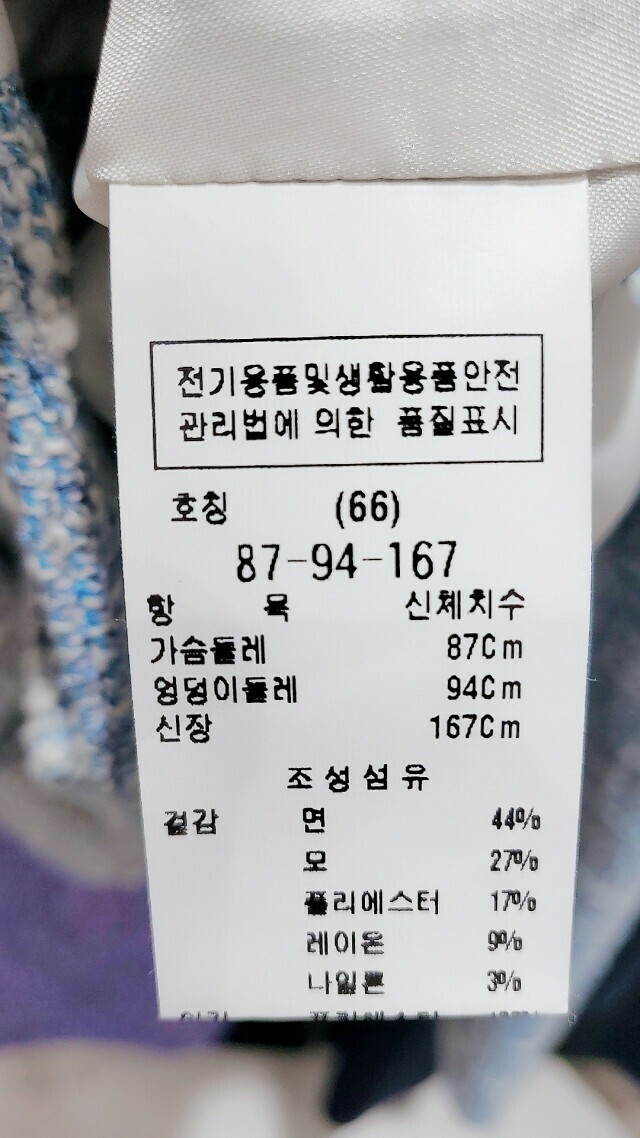 전기용품및생활용품안전
관리법에 의한 품질표시
호칭 (66)
87-94-167
항 목 신체치수
가슴둘레 87Cm
엉덩이둘레 94Cm
신장 167Cm
조성섬유
겉감 면 44%
모 27%
폴리에스터 17%
레이온 9%
나일론 3%